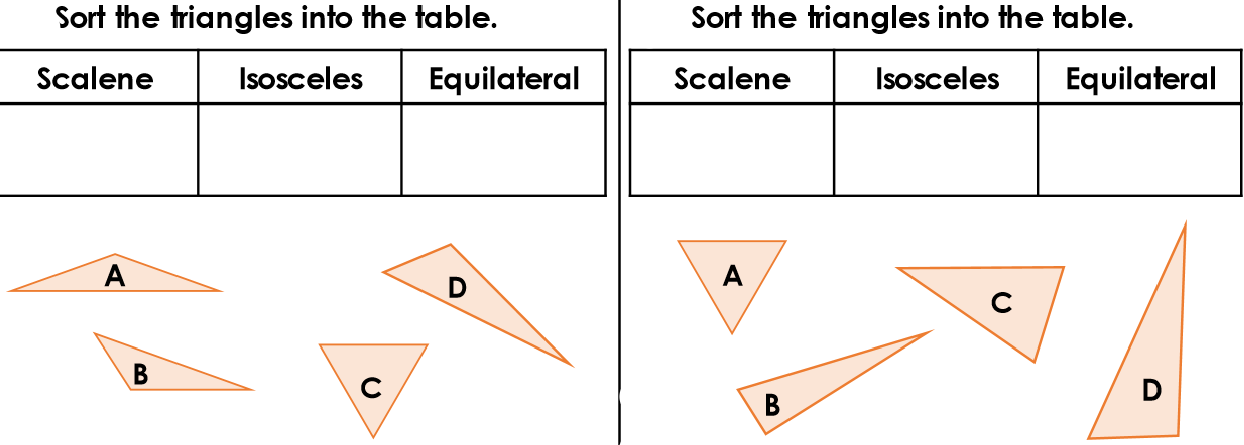 Sort the triangles into the table.
Scalene Isosceles Equilateral
A
D
B
C
Sort the triangles into the table.
Scalene Isosceles Equilateral
A
C
B
D